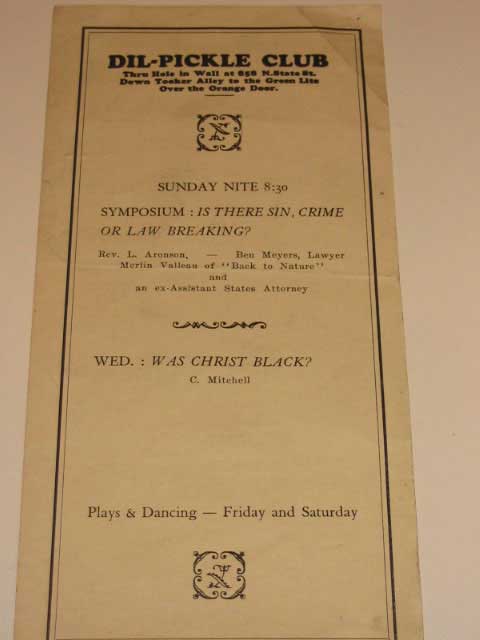 DIL-PICKLE CLUB
Thru Hole in Wall at 858 N. State St.
Down Tooker Alley to the Green Lite
Over the Orange Door.
SUNDAY NITE 8:30
SYMPOSIUM : IS THERE SIN, CRIME
OR LAW BREAKING?
Rev. L. Aronson, — Ben Meyers, Lawyer
Merlin Valleau of "Back to Nature"
and
an ex-Assistant States Attorney
WED. : WAS CHRIST BLACK?
C. Mitchell
Plays & Dancing — Friday and Saturday